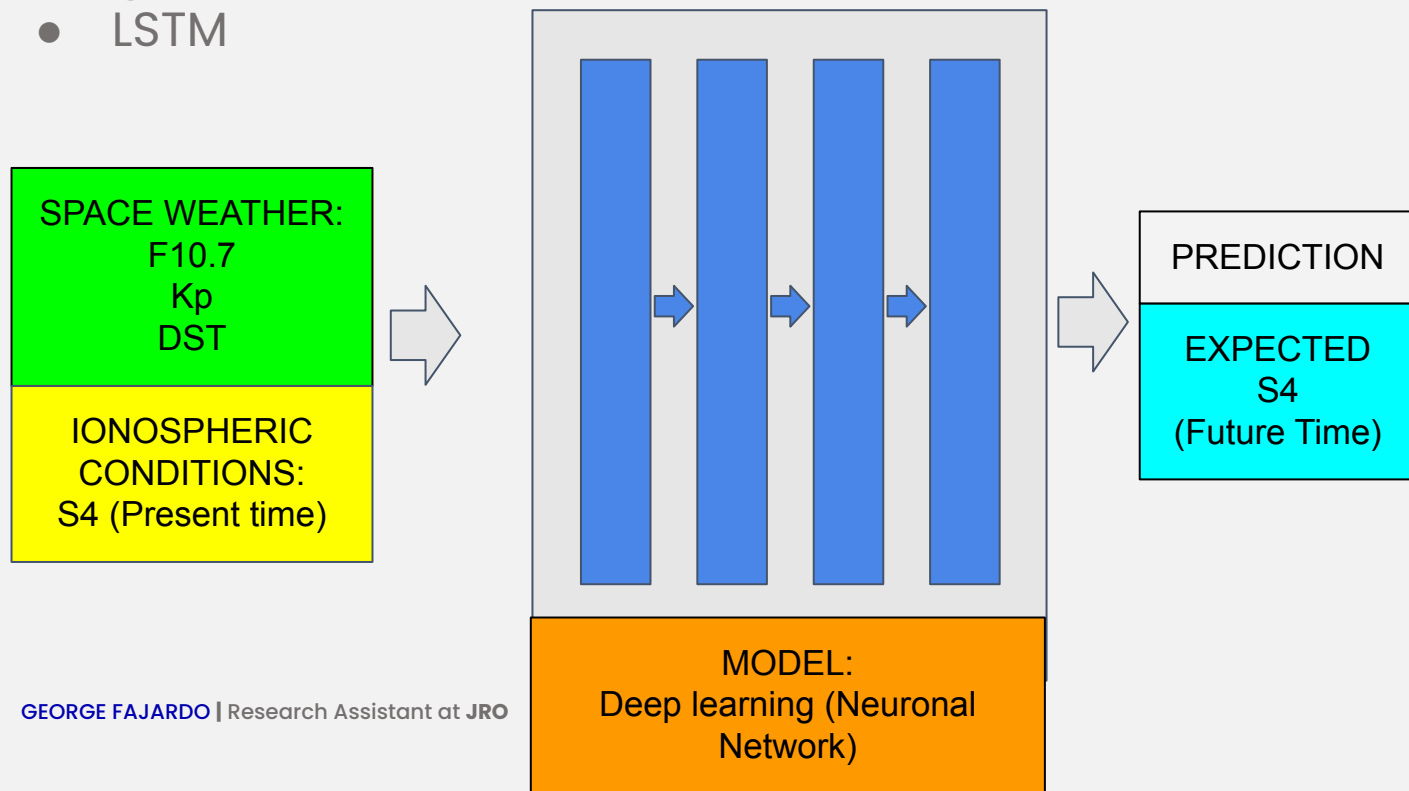 ● LSTM
SPACE WEATHER:
F10.7
Kp
DST
IONOSPHERIC
CONDITIONS:
S4 (Present time)
MODEL:
Deep learning (Neuronal
Network)
PREDICTION
EXPECTED
S4
(Future Time)
GEORGE FAJARDO | Research Assistant at JRO